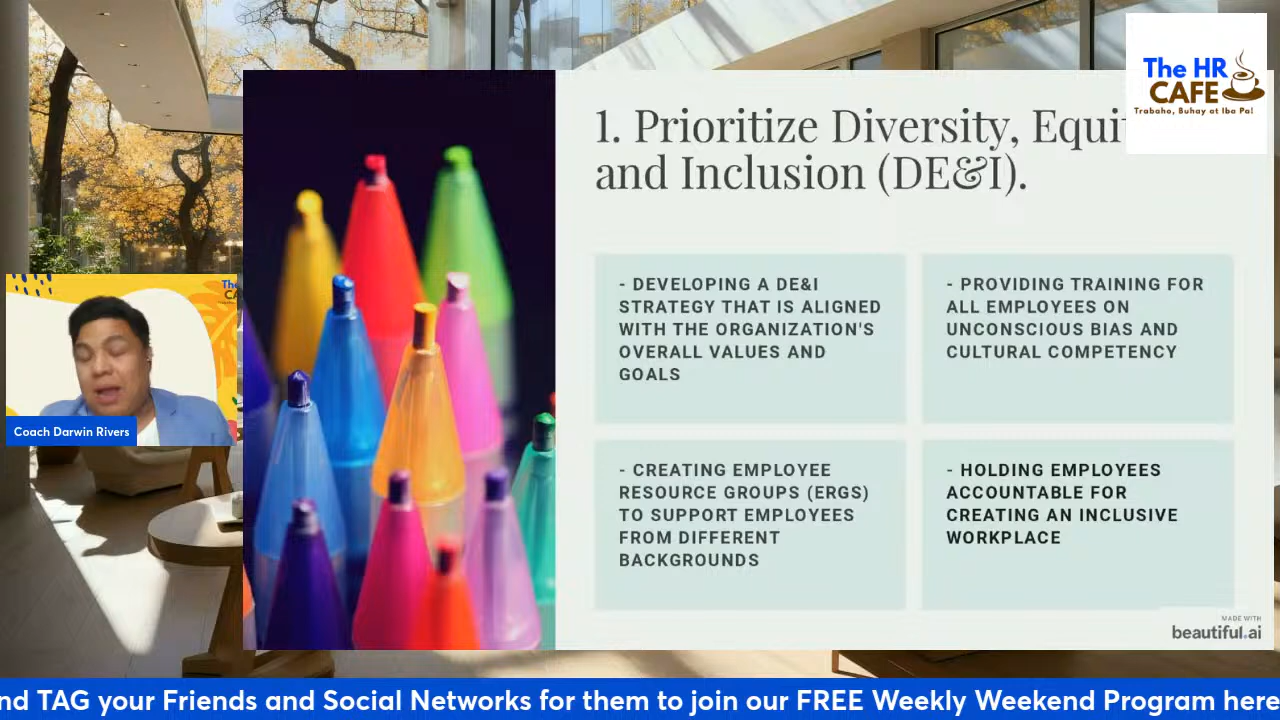 The HR
CAFE
Trabaho, Buhay at Iba Pa!
1. Prioritize Diversity,
and Inclusion (DE&I).
- DEVELOPING A DE&I
STRATEGY THAT IS ALIGNED
WITH THE ORGANIZATION'S
OVERALL VALUES AND
GOALS
- PROVIDING TRAINING FOR
ALL EMPLOYEES ON
UNCONSCIOUS BIAS AND
CULTURAL COMPETENCY
- CREATING EMPLOYEE
RESOURCE GROUPS (ERGS)
TO SUPPORT EMPLOYEES
FROM DIFFERENT
BACKGROUNDS
- HOLDING EMPLOYEES
ACCOUNTABLE FOR
CREATING AN INCLUSIVE
WORKPLACE
Coach Darwin Rivers
MADE WITH
beautiful.ai
TAG your Friends and Social Networks for them to join our FREE Weekly Weekend Program here